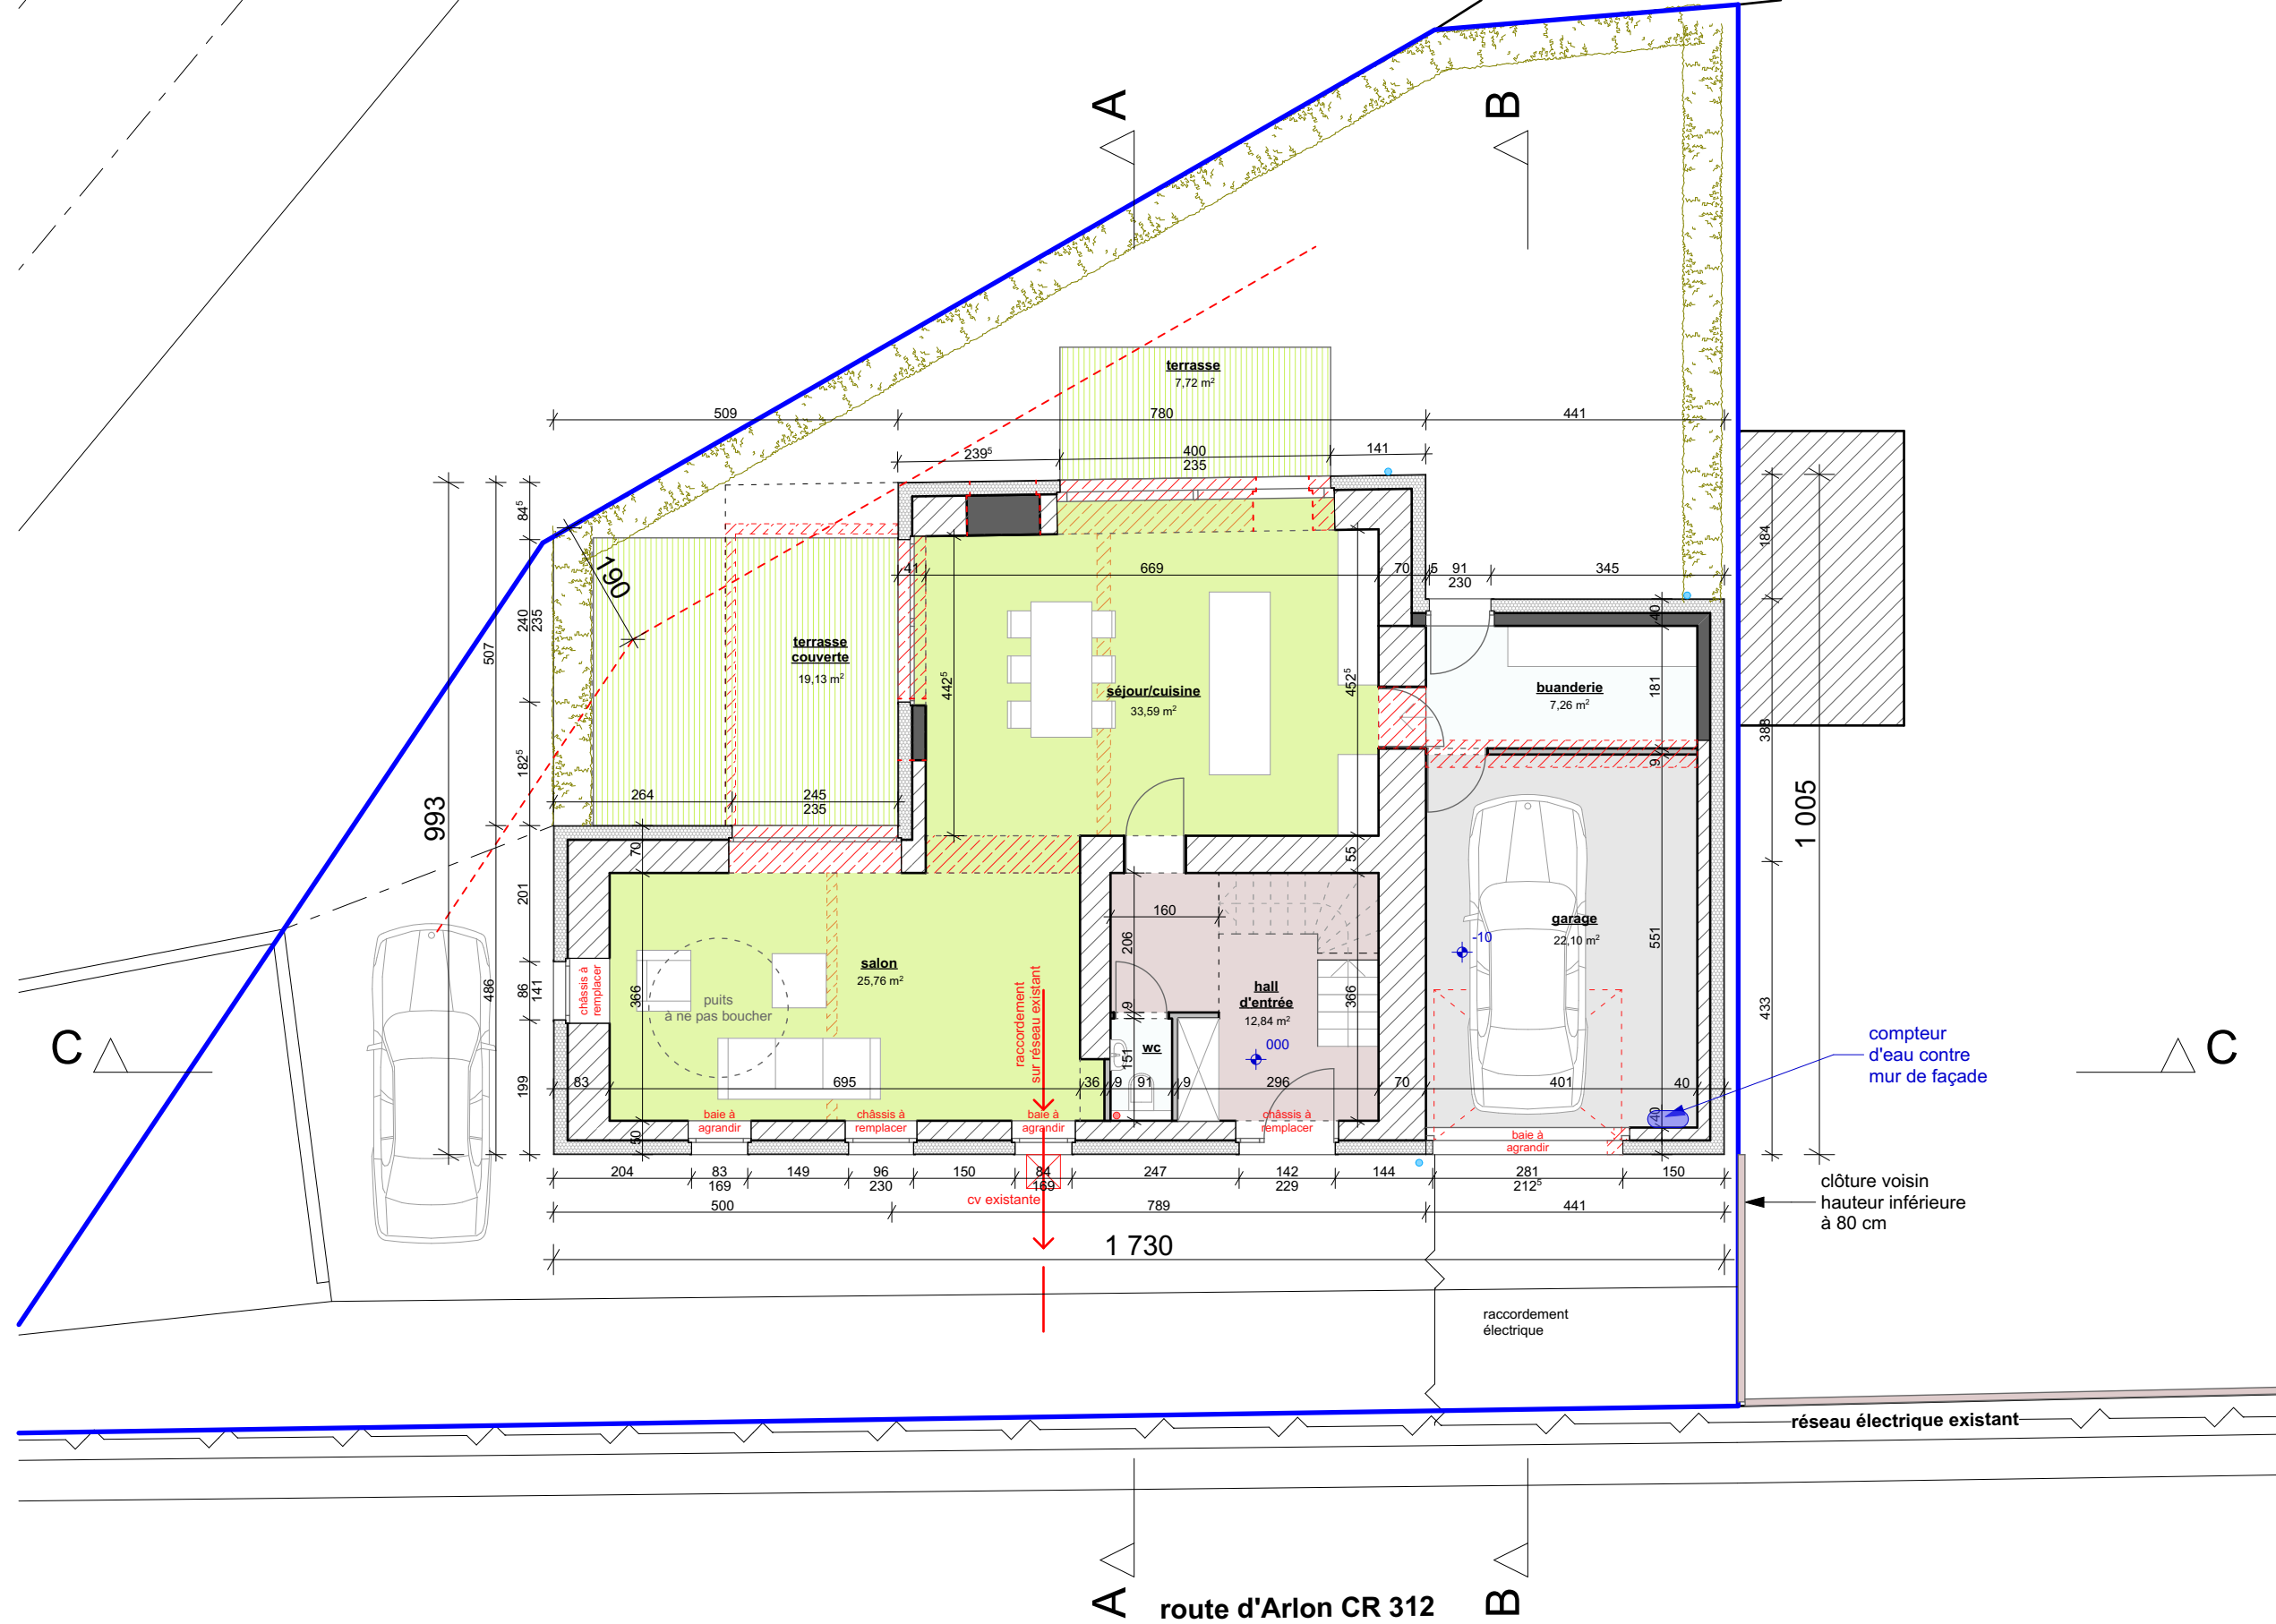 A
B
terrasse
7,72 m²
509
780
441
239⁵
400
235
141
84⁵
190
184
41
669
70
5
91
230
345
40
240
235
507
terrasse
couverte
19,13 m²
442⁵
séjour/cuisine
33,59 m²
452⁵
buanderie
7,26 m²
181
388
9
182⁵
264
245
235
993
1 005
70
55
201
160
206
garage
22,10 m²
-10
551
salon
25,76 m²
châssis à
remplacer
86
141
486
366
puits
à ne pas boucher
raccordement
sur réseau existant
hall
d'entrée
12,84 m²
366
9
433
000
wc
151
C
C
compteur
d'eau contre
mur de façade
199
83
695
36
9
91
9
296
70
401
40
40
50
baie à
agrandir
châssis à
remplacer
baie à
agrandir
châssis à
remplacer
baie à
agrandir
204
83
169
149
96
230
150
84
169
247
142
229
144
281
212⁵
150
cv existante
clôture voisin
hauteur inférieure
à 80 cm
500
789
441
1 730
raccordement
électrique
réseau électrique existant
A
B
route d'Arlon CR 312